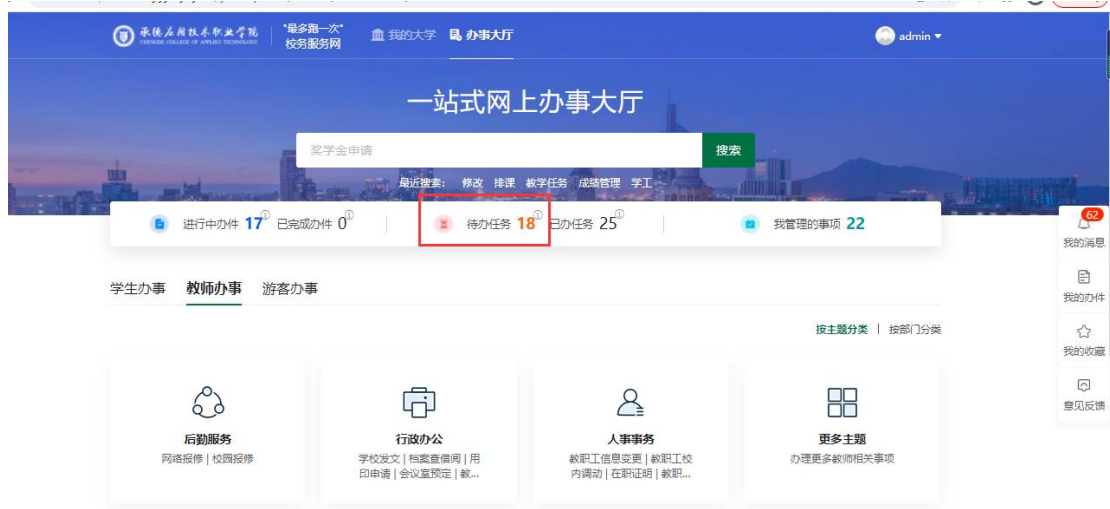 承德应用技术职业学院
CHENGDE COLLEGE OF APPLIED TECHNOLOGY
"最多跑一次"
校务服务网
我的大学
办事大厅
admin
一站式网上办事大厅
奖学金申请
搜索
最近搜索: 修改 排课 教学任务 成绩管理 学工
进行中办件 17 已完成办件 0
待办任务 18 已办任务 25
我管理的事项 22
62
我的消息
我的办件
我的收藏
意见反馈
学生办事 教师办事 游客办事
按主题分类 | 按部门分类
后勤服务
网络报修 | 校园报修
行政办公
学校发文 | 档案查借阅 | 用
印申请 | 会议室预定 | 教...
人事事务
教职工信息变更 | 教职工校
内调动 | 在职证明 | 教职...
更多主题
办理更多教师相关事项